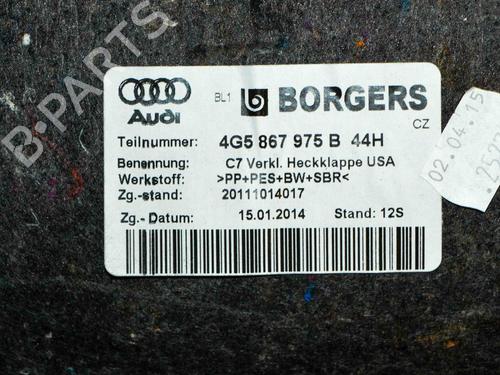 B-PARTS
Audi
BL1
BORGERS
CZ
Teilnummer: 4G5 867 975 B 44H
Benennung: C7 Verkl. Heckklappe USA
Werkstoff: >PP+PES+BW+SBR<
Zg.-stand: 20111014017
Zg.- Datum: 15.01.2014 Stand: 12S
02.04.15